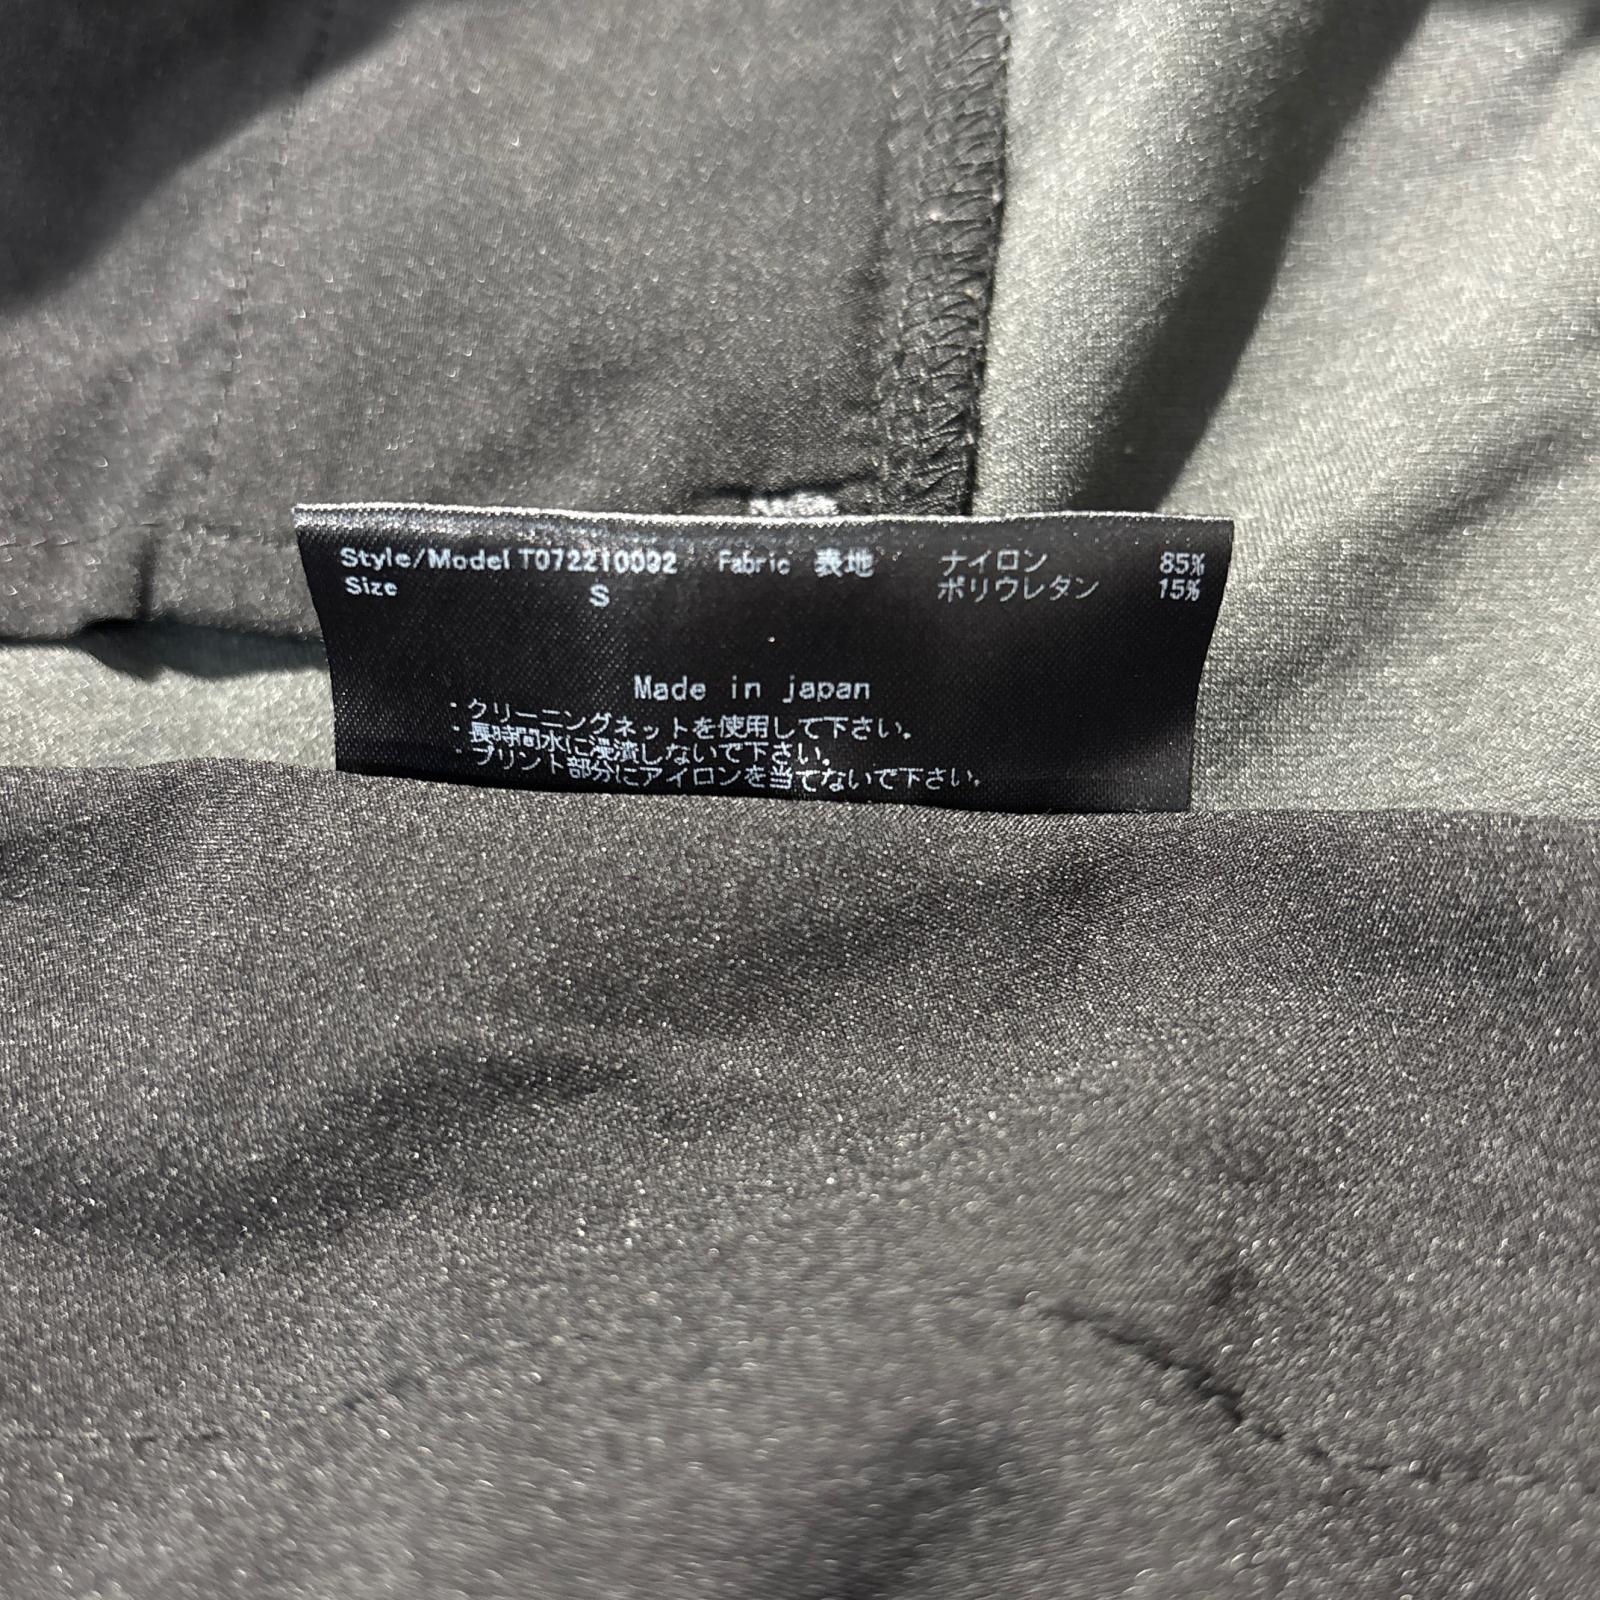 Style/Model T072210092 Fabric 表地 ナイロン 85%
Size S ポリウレタン 15%
Made in japan
・クリーニングネットを使用して下さい。
・長時間水に浸漬しないで下さい。
・プリント部分にアイロンを当てないで下さい。